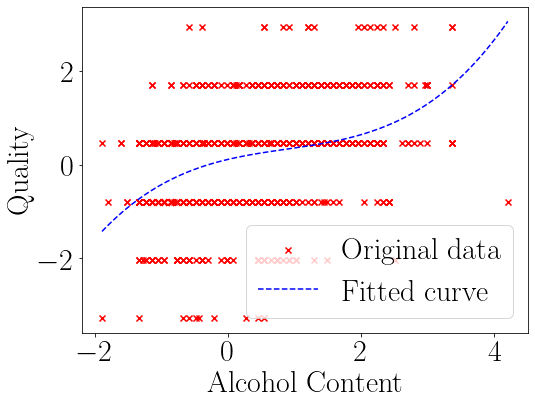 2
0
−2
Quality
Original data
Fitted curve
−2 0 2 4
Alcohol Content